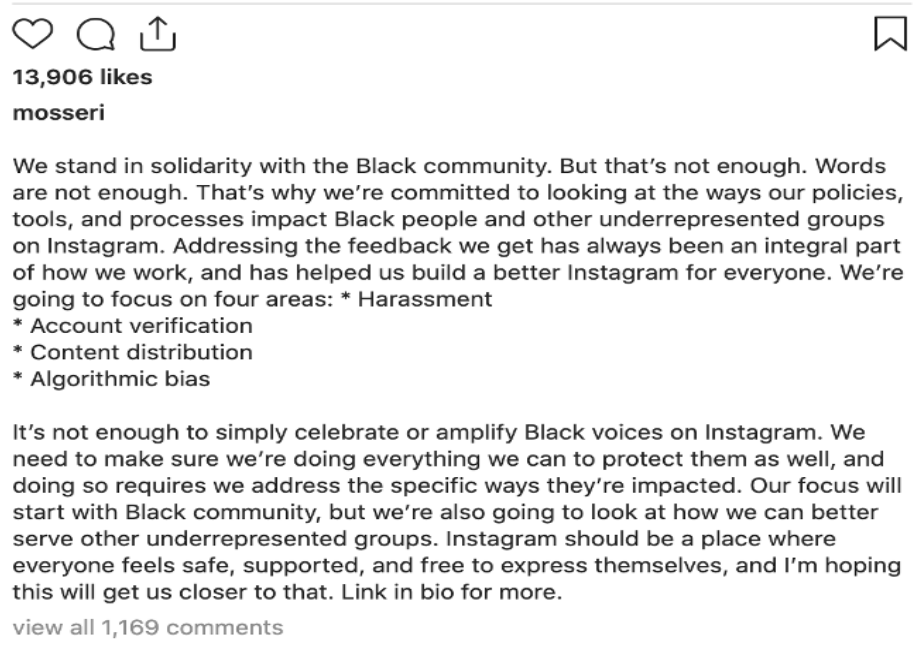 13,906 likes
mosseri
We stand in solidarity with the Black community. But that's not enough. Words
are not enough. That's why we're committed to looking at the ways our policies,
tools, and processes impact Black people and other underrepresented groups
on Instagram. Addressing the feedback we get has always been an integral part
of how we work, and has helped us build a better Instagram for everyone. We're
going to focus on four areas: * Harassment
* Account verification
* Content distribution
* Algorithmic bias
It's not enough to simply celebrate or amplify Black voices on Instagram. We
need to make sure we're doing everything we can to protect them as well, and
doing so requires we address the specific ways they're impacted. Our focus will
start with Black community, but we're also going to look at how we can better
serve other underrepresented groups. Instagram should be a place where
everyone feels safe, supported, and free to express themselves, and I'm hoping
this will get us closer to that. Link in bio for more.
view all 1,169 comments